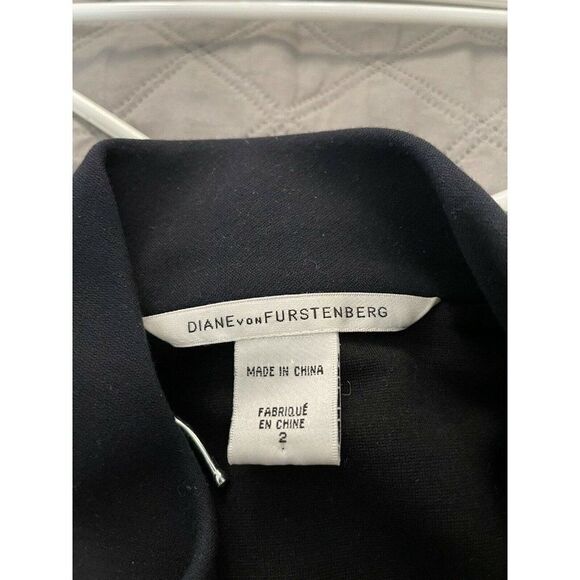 DIANE VON FURSTENBERG
MADE IN CHINA
FABRIQUÉ
EN CHINE
2